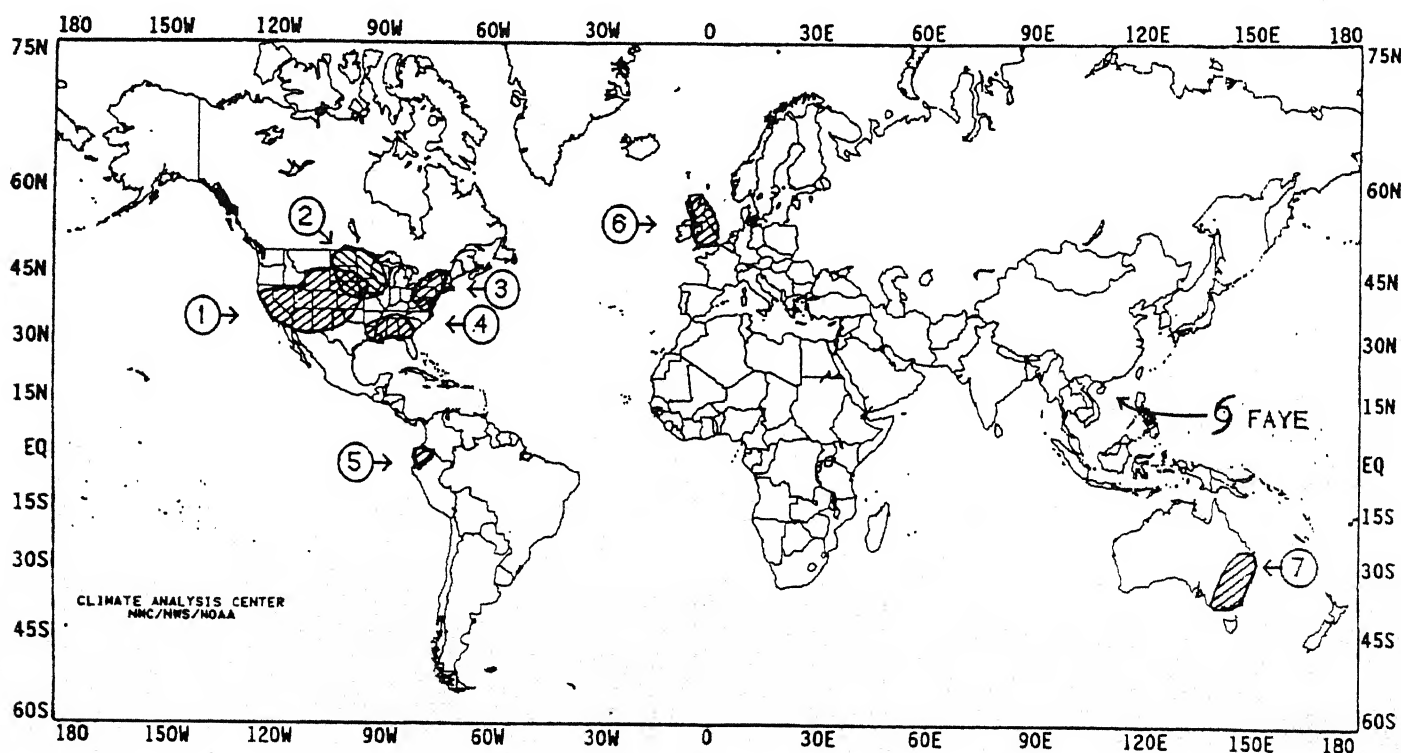 180 150W 120W 90W 60W 30W 0 30E 60E 90E 120E 150E 180
75N 75N
60N 60N
② 
⑥
45N 45N
③
①
④
30N 30N
15N 15N
FAYE
EQ EQ
⑤
15S 15S
30S 30S
⑦
CLIMATE ANALYSIS CENTER
NMC/NWS/NOAA
45S 45S
60S 60S
180 150W 120W 90W 60W 30W 0 30E 60E 90E 120E 150E 180